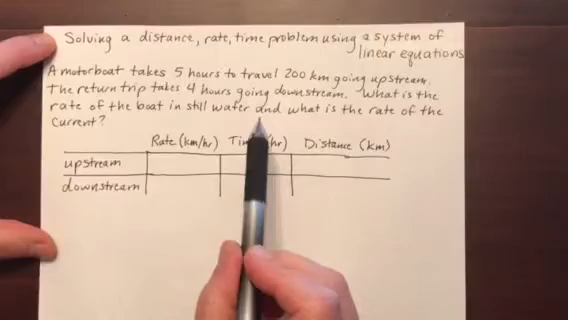 Solving a distance, rate, time problem using a system of
linear equations
A motorboat takes 5 hours to travel 200 km going upstream.
The return trip takes 4 hours going downstream. What is the
rate of the boat in still water and what is the rate of the
current?
Rate (km/hr) Time (hr) Distance (km)
upstream
downstream